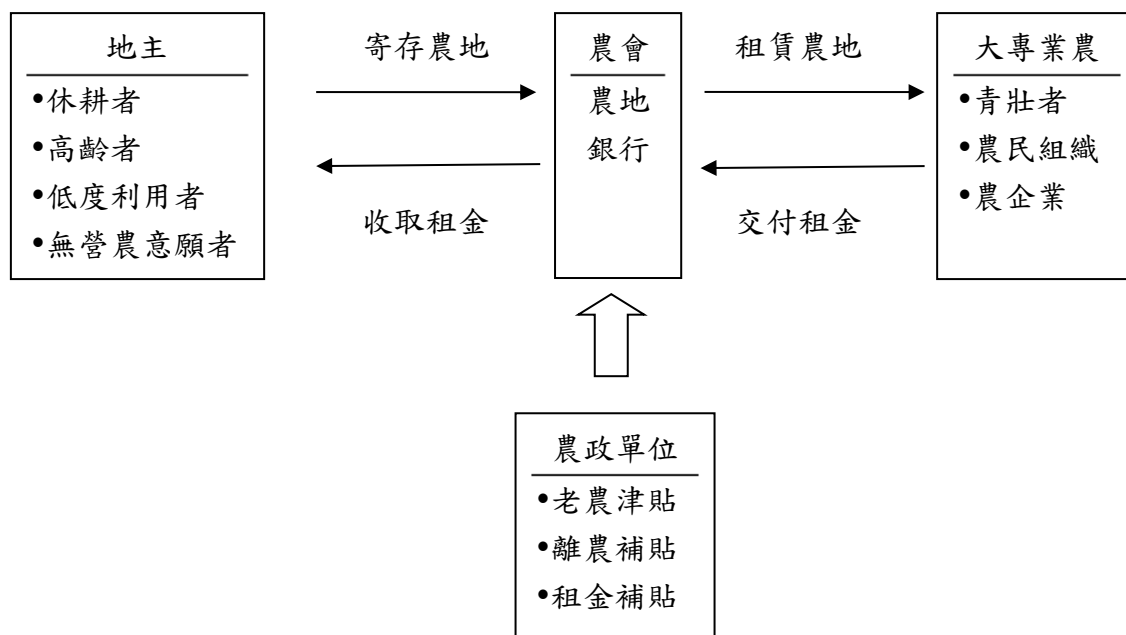 地主
•休耕者
•高齡者
•低度利用者
•無營農意願者
寄存農地
收取租金
農會
農地
銀行
租賃農地
交付租金
大專業農
•青壯者
•農民組織
•農企業
農政單位
•老農津貼
•離農補貼
•租金補貼